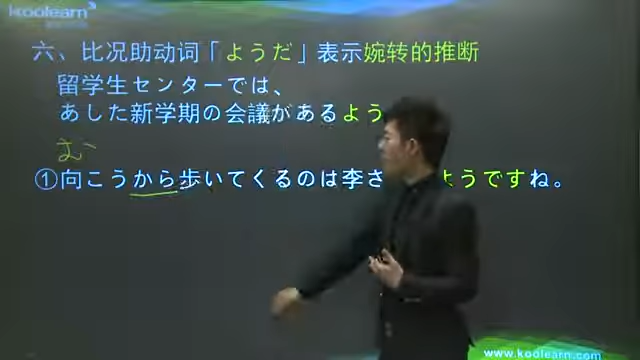 koolearn
六、比况助动词「ようだ」表示婉转的推断
留学生センターでは、
あした新学期の会議があるよう
む
①向こうから歩いてくるのは李さ ようですね。
www.koolearn.com